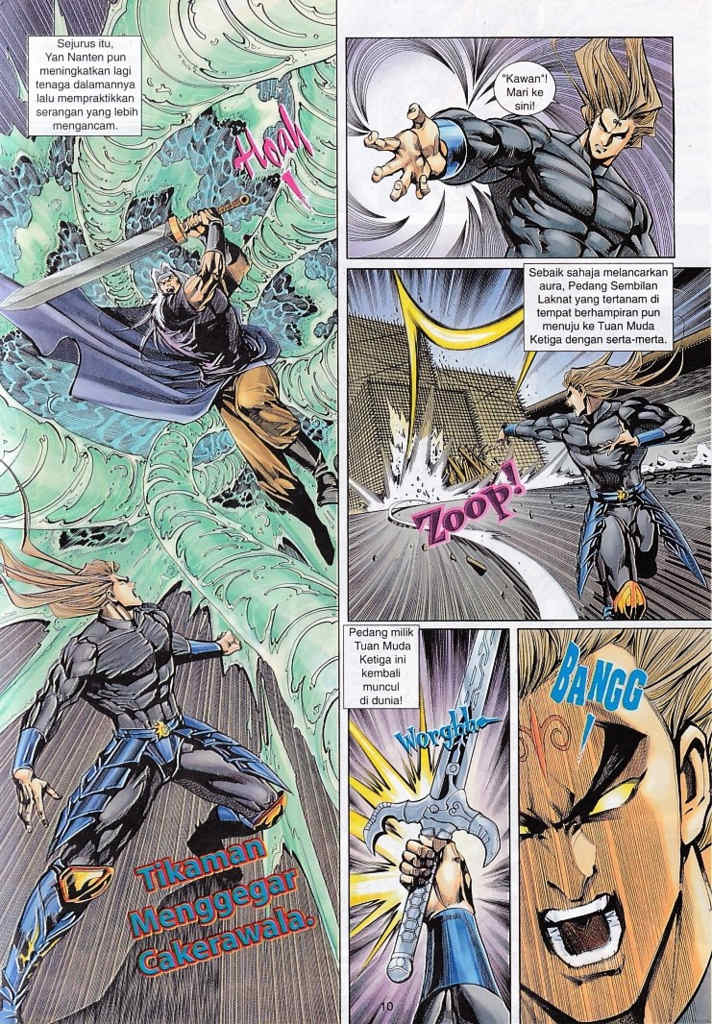 Sejurus itu,
Yan Nanten pun
meningkatkan lagi
tenaga dalamannya
lalu mempraktikkan
serangan yang lebih
mengancam.
Hoah
!
Tikaman
Menggegar
Cakerawala.
"Kawan"!
Mari ke
sini!
Sebaik sahaja melancarkan
aura, Pedang Sembilan
Laknat yang tertanam di
tempat berhampiran pun
menuju ke Tuan Muda
Ketiga dengan serta-merta.
Zoop!
Pedang milik
Tuan Muda
Ketiga ini
kembali
muncul
di dunia!
Worghh
BANGG
!
10